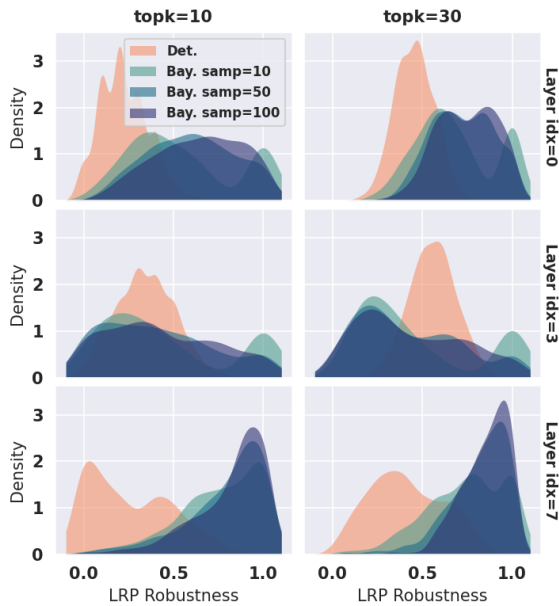 topk=10
topk=30
Density
3
2
1
0
Det.
Bay. samp=10
Bay. samp=50
Bay. samp=100
Layer idx=0
Density
3
2
1
0
Layer idx=3
Density
3
2
1
0
Layer idx=7
0.0 0.5 1.0
0.0 0.5 1.0
LRP Robustness
LRP Robustness